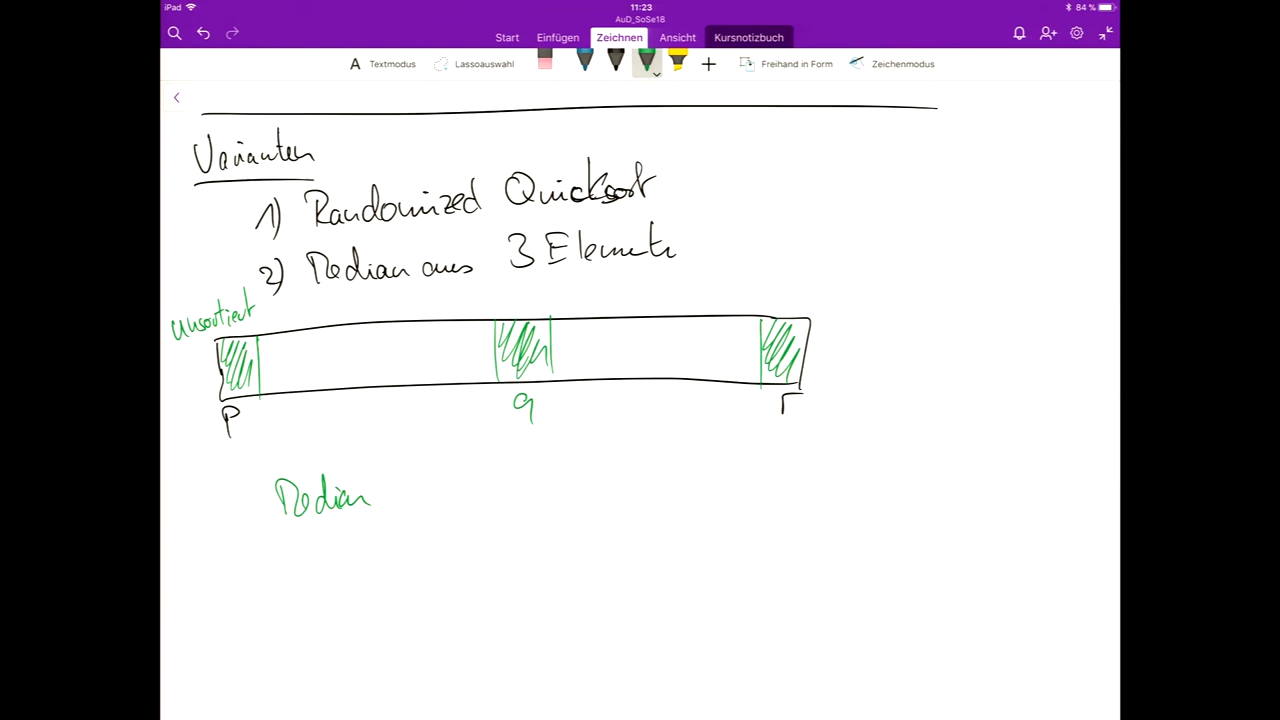 iPad 11:23 84 %
AuD_SoSe18
Start Einfügen Zeichnen Ansicht Kursnotizbuch
A Textmodus Lassoauswahl Freihand in Form Zeichenmodus
Varianten
1) Randomized Quicksort
2) Median aus 3 Elemente
unsortiert
p q r
Median